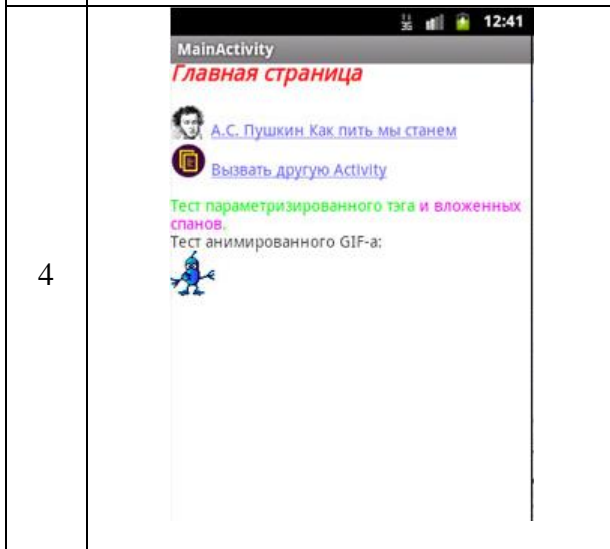 3G 12:41
MainActivity
Главная страница
А.С. Пушкин Как пить мы станем
Вызвать другую Activity
Тест параметризированного тэга и вложенных
спанов.
Тест анимированного GIF-а:
4